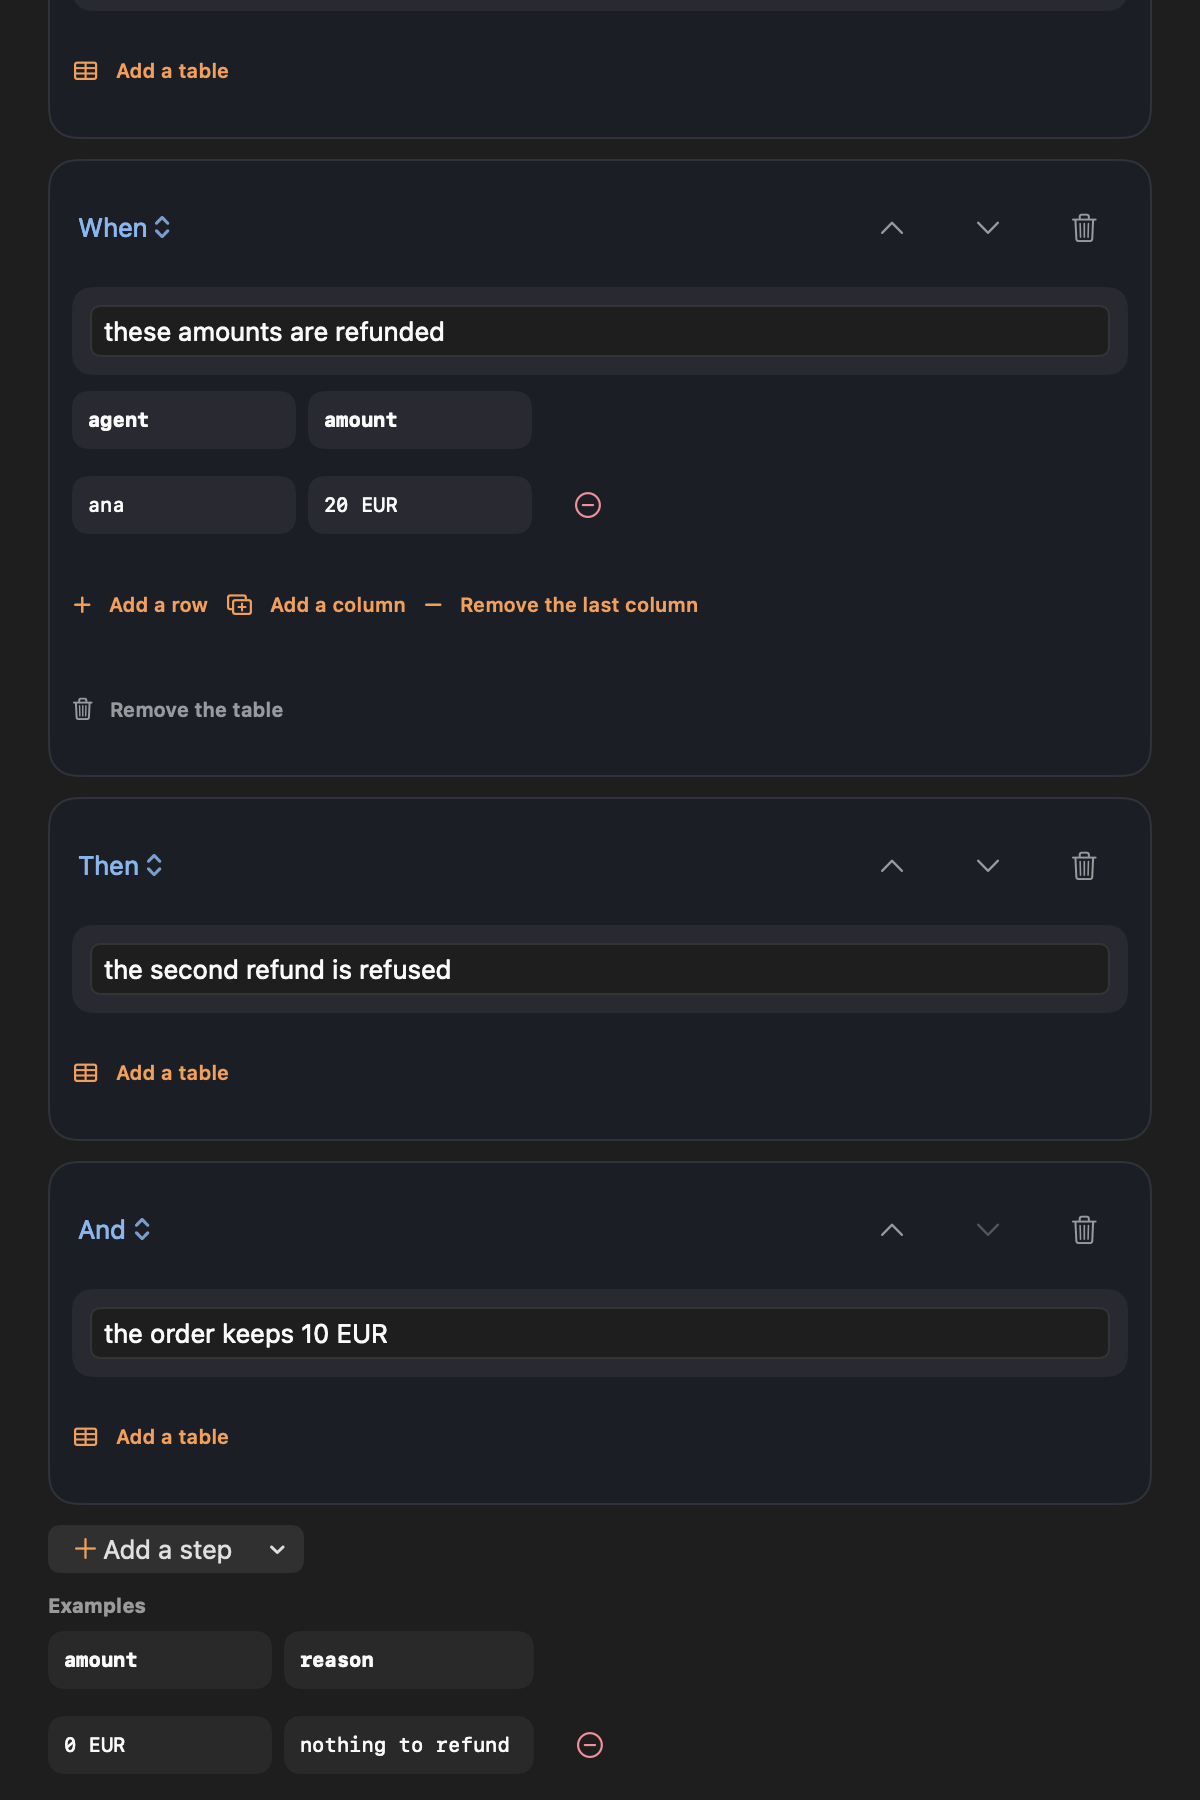 Add a table
When
these amounts are refunded
agent amount
ana 20 EUR
Add a row Add a column Remove the last column
Remove the table
Then
the second refund is refused
Add a table
And
the order keeps 10 EUR
Add a table
Add a step
Examples
amount reason
0 EUR nothing to refund